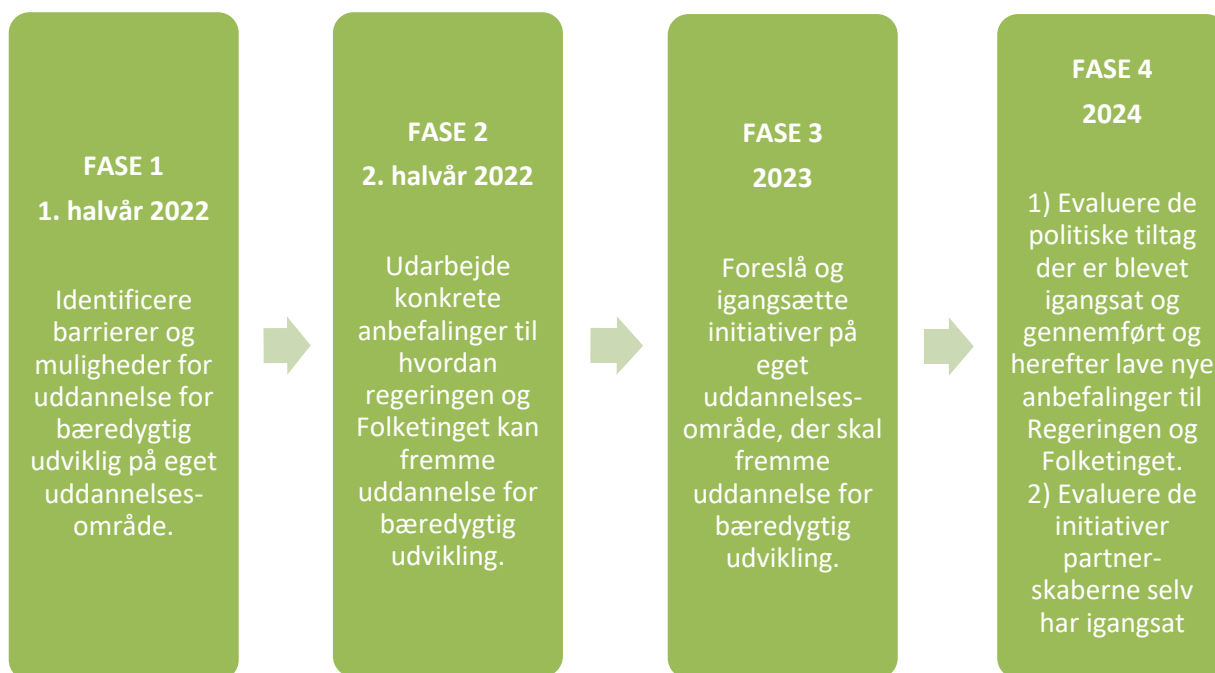 FASE 1
1. halvår 2022
Identificere
barrierer og
muligheder for
uddannelse for
bæredygtig
udviklig på eget
uddannelses-
område.
FASE 2
2. halvår 2022
Udarbejde
konkrete
anbefalinger til
hvordan
regeringen og
Folketinget kan
fremme
uddannelse for
bæredygtig
udvikling.
FASE 3
2023
Foreslå og
igangsætte
initiativer på
eget
uddannelses-
område, der skal
fremme
uddannelse for
bæredygtig
udvikling.
FASE 4
2024
1) Evaluere de
politiske tiltag
der er blevet
igangsat og
gennemført og
herefter lave nye
anbefalinger til
Regeringen og
Folketinget.
2) Evaluere de
initiativer
partner-
skaberne selv
har igangsat